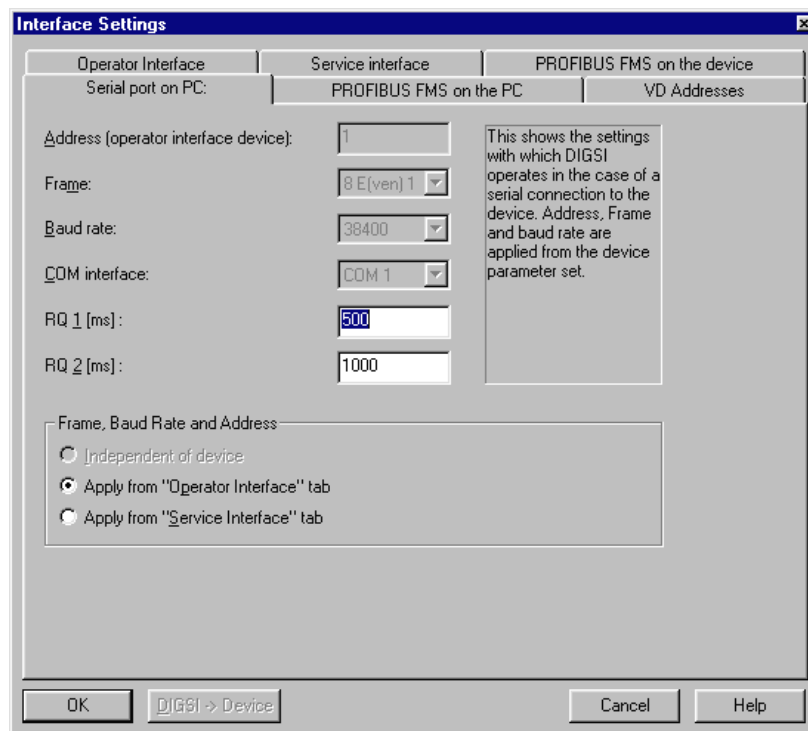 Interface Settings
Operator Interface
Service interface
PROFIBUS FMS on the device
Serial port on PC:
PROFIBUS FMS on the PC
VD Addresses
Address (operator interface device):
1
Frame:
8 E(ven) 1
Baud rate:
38400
COM interface:
COM 1
RQ 1 [ms] :
500
RQ 2 [ms] :
1000
This shows the settings
with which DIGSI
operates in the case of a
serial connection to the
device. Address, Frame
and baud rate are
applied from the device
parameter set.
Frame, Baud Rate and Address
Independent of device
Apply from "Operator Interface" tab
Apply from "Service Interface" tab
OK
DIGSI -> Device
Cancel
Help